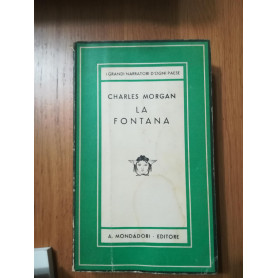 I GRANDI NARRATORI D'OGNI PAESE
CHARLES MORGAN
LA
FONTANA
A. MONDADORI - EDITORE